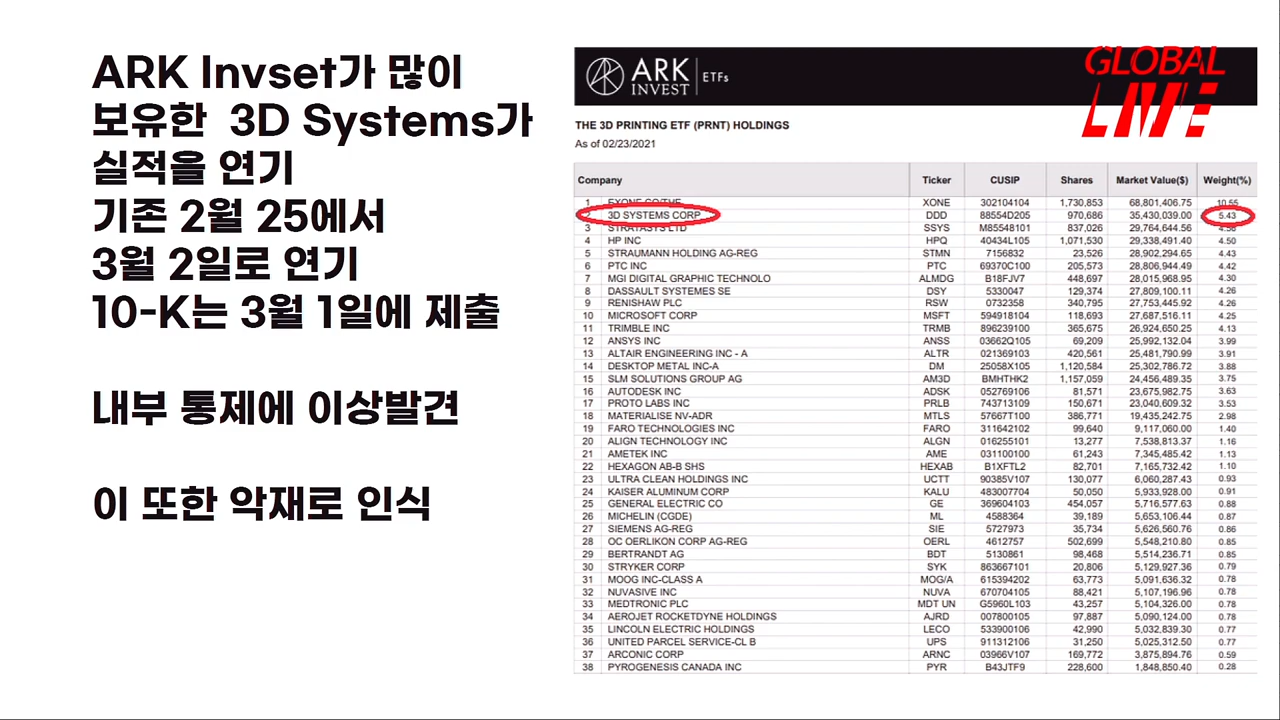 ARK Invset가 많이
보유한 3D Systems가
실적을 연기
기존 2월 25에서
3월 2일로 연기
10-K는 3월 1일에 제출
내부 통제에 이상발견
이 또한 악재로 인식
GLOBAL
LIVE
ARK
INVEST
ETFs
THE 3D PRINTING ETF (PRNT) HOLDINGS
As of 02/23/2021
Company Ticker CUSIP Shares Market Value($) Weight(%)
1 EXONE CO/THE XONE 302104104 1,730,853 68,801,406.75 10.55
2 3D SYSTEMS CORP DDD 88554D205 970,686 35,430,039.00 5.43
3 STRATASYS LTD SSYS M85548101 837,026 29,764,644.56 4.56
4 HP INC HPQ 40434L105 1,071,530 29,338,491.40 4.50
5 STRAUMANN HOLDING AG-REG STMN 7156832 23,526 28,902,294.65 4.43
6 PTC INC PTC 69370C100 205,573 28,806,944.49 4.42
7 MGI DIGITAL GRAPHIC TECHNOLO ALMDG B18FJV7 448,697 28,015,968.95 4.30
8 DASSAULT SYSTEMES SE DSY 5330047 129,374 27,809,100.11 4.26
9 RENISHAW PLC RSW 0732358 340,795 27,753,445.92 4.26
10 MICROSOFT CORP MSFT 594918104 118,693 27,687,516.11 4.25
11 TRIMBLE INC TRMB 896239100 365,675 26,924,650.25 4.13
12 ANSYS INC ANSS 03662Q105 69,209 25,992,132.04 3.99
13 ALTAIR ENGINEERING INC - A ALTR 021369103 420,561 25,481,790.99 3.91
14 DESKTOP METAL INC-A DM 25058X105 1,120,584 25,302,786.72 3.88
15 SLM SOLUTIONS GROUP AG AM3D BMHTHK2 1,157,059 24,456,489.35 3.75
16 AUTODESK INC ADSK 052769106 81,571 23,675,982.75 3.63
17 PROTO LABS INC PRLB 743713109 150,671 23,040,609.32 3.53
18 MATERIALISE NV-ADR MTLS 57667T100 386,771 19,435,242.75 2.98
19 FARO TECHNOLOGIES INC FARO 311642102 99,640 9,117,060.00 1.40
20 ALIGN TECHNOLOGY INC ALGN 016255101 13,277 7,538,813.37 1.16
21 AMETEK INC AME 031100100 61,243 7,345,485.42 1.13
22 HEXAGON AB-B SHS HEXAB B1XFTL2 82,701 7,165,732.42 1.10
23 ULTRA CLEAN HOLDINGS INC UCTT 90385V107 130,077 6,060,287.43 0.93
24 KAISER ALUMINUM CORP KALU 483007704 50,050 5,933,928.00 0.91
25 GENERAL ELECTRIC CO GE 369604103 454,057 5,716,577.63 0.88
26 MICHELIN (CGDE) ML 4588364 39,189 5,653,106.44 0.87
27 SIEMENS AG-REG SIE 5727973 35,734 5,626,560.76 0.86
28 OC OERLIKON CORP AG-REG OERL 4612757 502,699 5,548,210.80 0.85
29 BERTRANDT AG BDT 5130861 98,468 5,514,236.71 0.85
30 STRYKER CORP SYK 863667101 20,806 5,129,927.36 0.79
31 MOOG INC-CLASS A MOG/A 615394202 63,773 5,091,636.32 0.78
32 NUVASIVE INC NUVA 670704105 88,421 5,107,196.96 0.78
33 MEDTRONIC PLC MDT UN G5960L103 43,257 5,104,326.00 0.78
34 AEROJET ROCKETDYNE HOLDINGS AJRD 007800105 97,887 5,090,124.00 0.78
35 LINCOLN ELECTRIC HOLDINGS LECO 533900106 42,990 5,032,839.30 0.77
36 UNITED PARCEL SERVICE-CL B UPS 911312106 31,250 5,025,312.50 0.77
37 ARCONIC CORP ARNC 03966V107 169,772 3,875,894.76 0.59
38 PYROGENESIS CANADA INC PYR B43JTF9 228,600 1,848,850.40 0.28